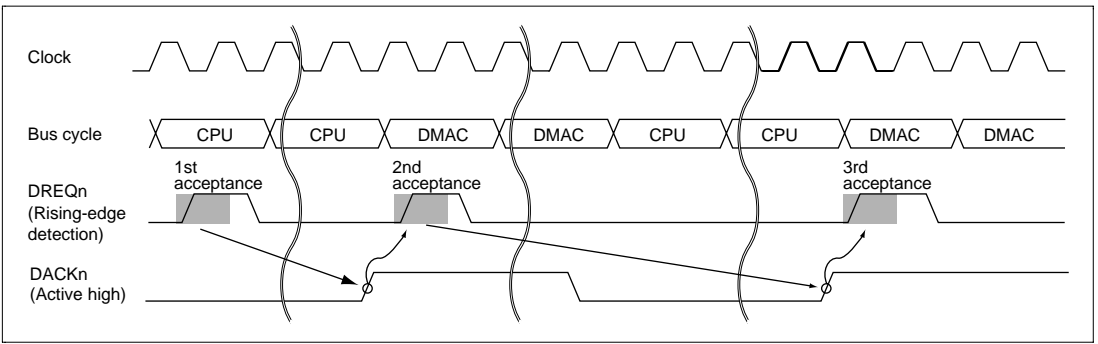 Clock
Bus cycle
CPU CPU DMAC DMAC CPU CPU DMAC DMAC
1st
acceptance
2nd
acceptance
3rd
acceptance
DREQn
(Rising-edge
detection)
DACKn
(Active high)